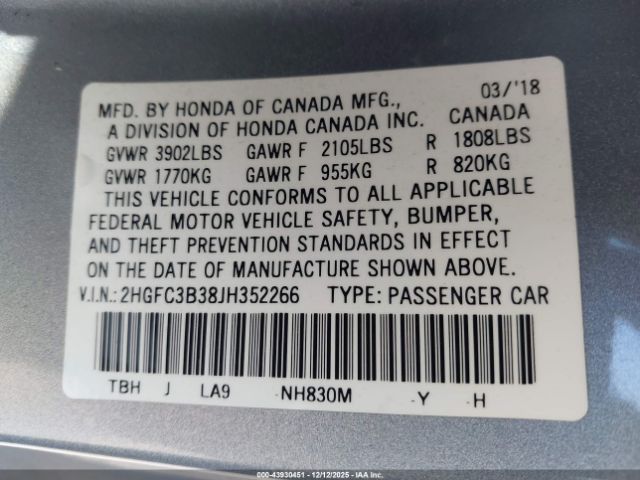 03/'18
MFD. BY HONDA OF CANADA MFG.,
A DIVISION OF HONDA CANADA INC. CANADA
GVWR 3902LBS GAWR F 2105LBS R 1808LBS
GVWR 1770KG GAWR F 955KG R 820KG
THIS VEHICLE CONFORMS TO ALL APPLICABLE
FEDERAL MOTOR VEHICLE SAFETY, BUMPER,
AND THEFT PREVENTION STANDARDS IN EFFECT
ON THE DATE OF MANUFACTURE SHOWN ABOVE.
V.I.N.: 2HGFC3B38JH352266 TYPE: PASSENGER CAR
TBH J LA9 -NH830M -Y -H
000-43930451 - 12/12/2025 - IAAI